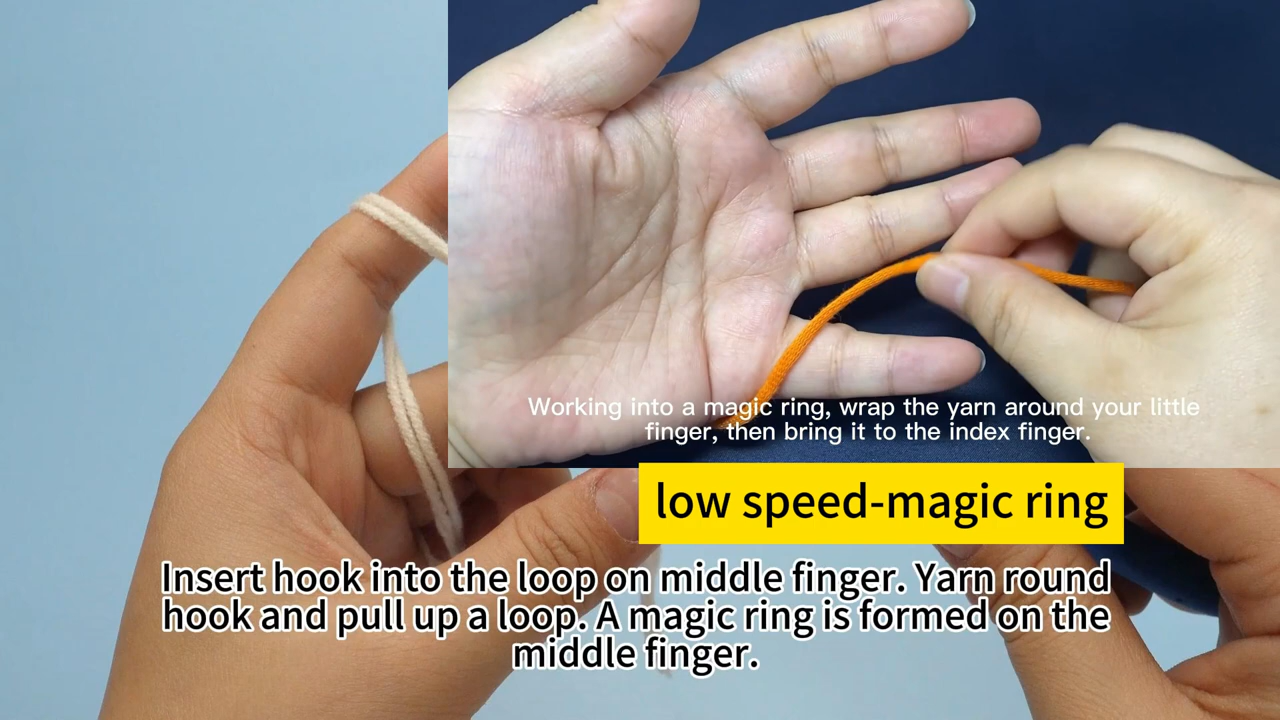 Working into a magic ring, wrap the yarn around your little
finger, then bring it to the index finger.
low speed-magic ring
Insert hook into the loop on middle finger. Yarn round
hook and pull up a loop. A magic ring is formed on the
middle finger.